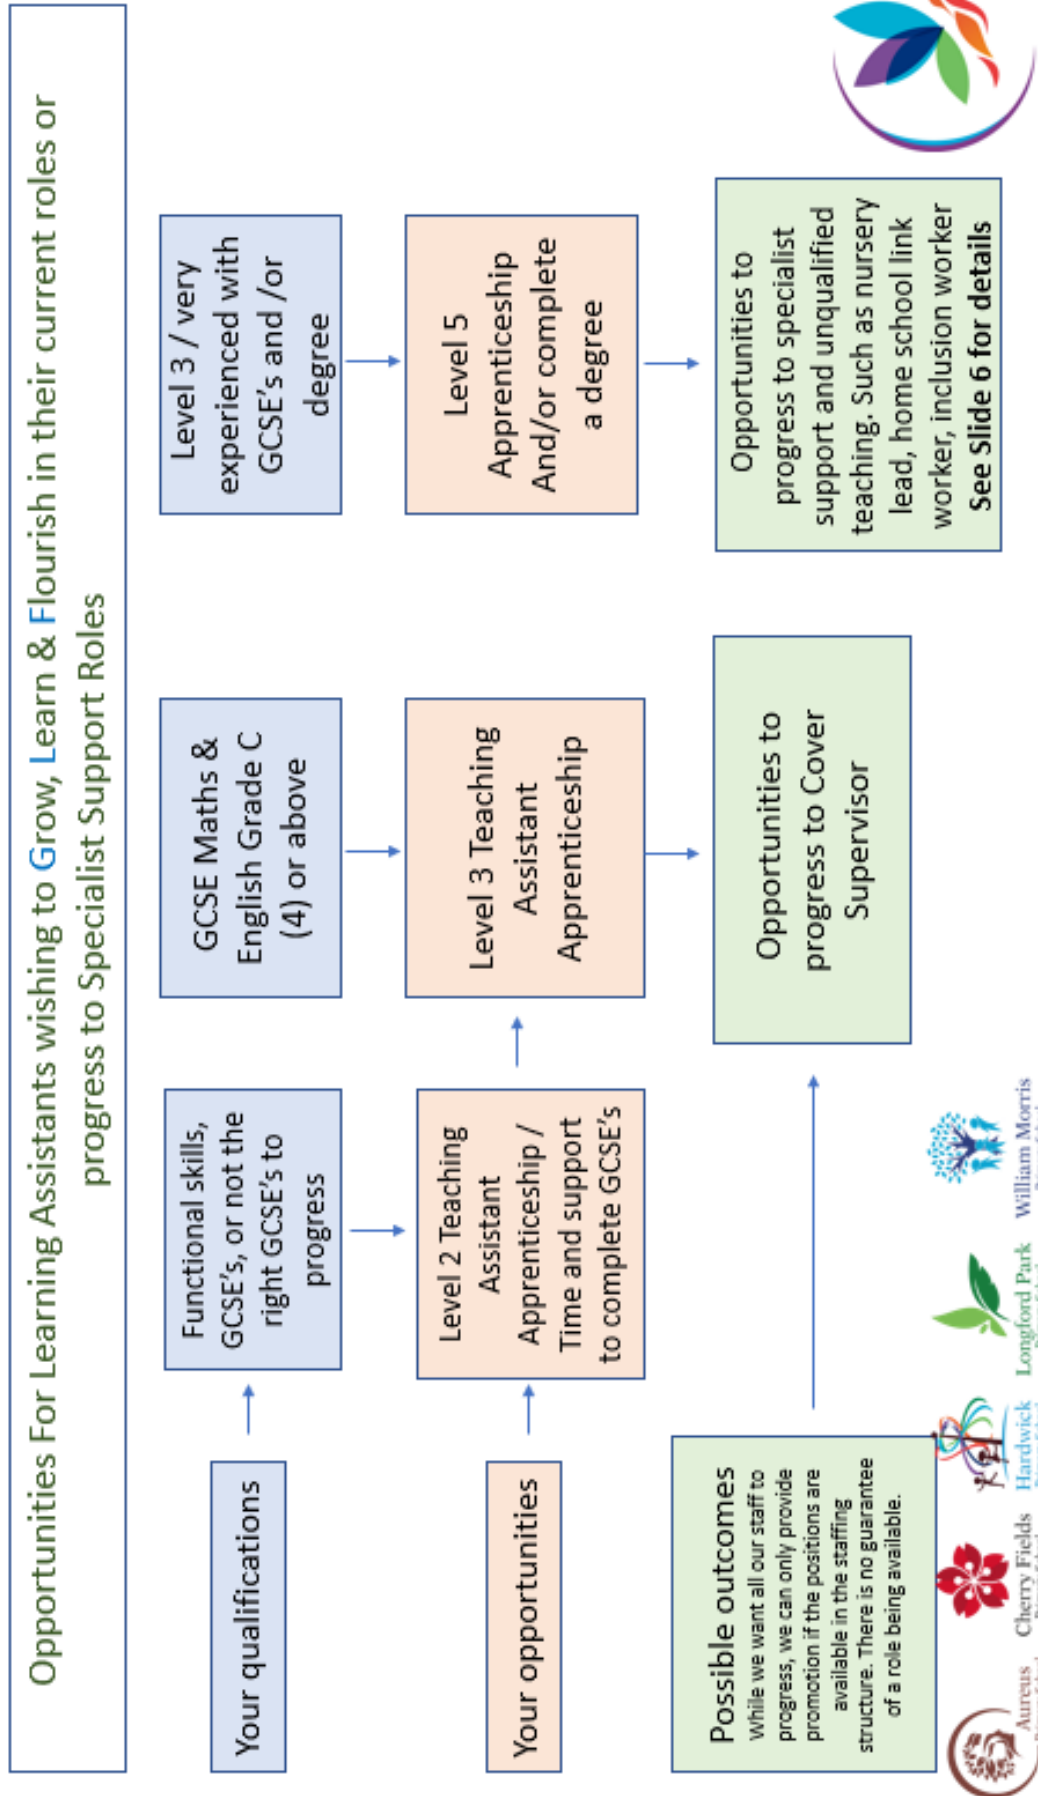 Opportunities For Learning Assistants wishing to Grow, Learn & Flourish in their current roles or
progress to Specialist Support Roles
Your qualifications
Functional skills,
GCSE's, or not the
right GCSE's to
progress
GCSE Maths &
English Grade C
(4) or above
Level 3 / very
experienced with
GCSE's and /or
degree
Your opportunities
Level 2 Teaching
Assistant
Apprenticeship /
Time and support
to complete GCSE's
Level 3 Teaching
Assistant
Apprenticeship
Level 5
Apprenticeship
And/or complete
a degree
Possible outcomes
While we want all our staff to
progress, we can only provide
promotion if the positions are
available in the staffing
structure. There is no guarantee
of a role being available.
Opportunities to
progress to Cover
Supervisor
Opportunities to
progress to specialist
support and unqualified
teaching. Such as nursery
lead, home school link
worker, inclusion worker
See Slide 6 for details
Aureus
Cherry Fields
Hardwick
Longford Park
William Morris